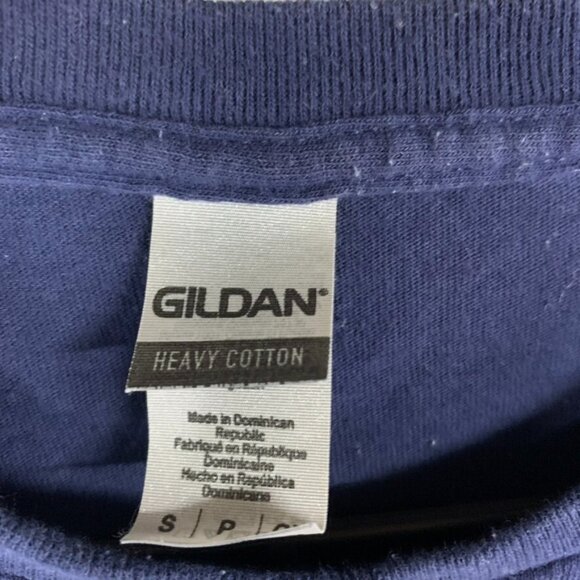 GILDAN®
HEAVY COTTON
Made in Dominican
Republic
Fabriqué en République
Dominicaine
Hecho en República
Dominicana
S / P /